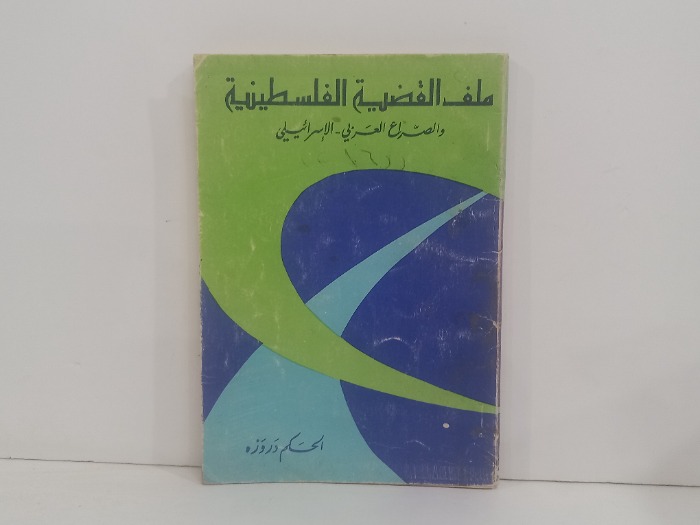 ملف القضية الفلسطينية
والصراع العربي - الإسرائيلي
الحكم دروزه